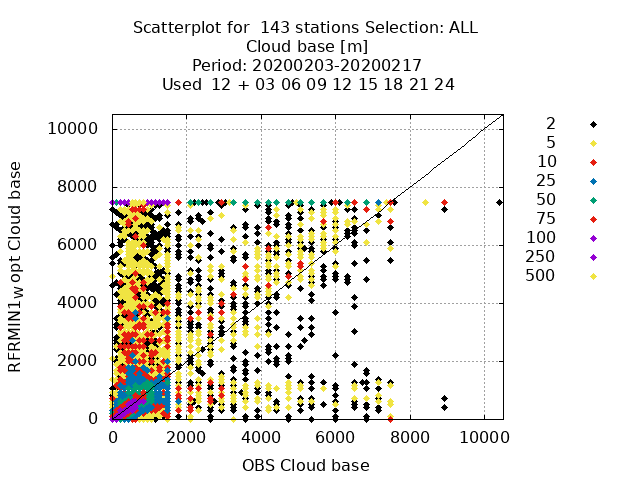 Scatterplot for 143 stations Selection: ALL
Cloud base [m]
Period: 20200203-20200217
Used 12 + 03 06 09 12 15 18 21 24
RFRMIN1W opt Cloud base
10000
8000
6000
4000
2000
0
0 2000 4000 6000 8000 10000
OBS Cloud base
2
5
10
25
50
75
100
250
500